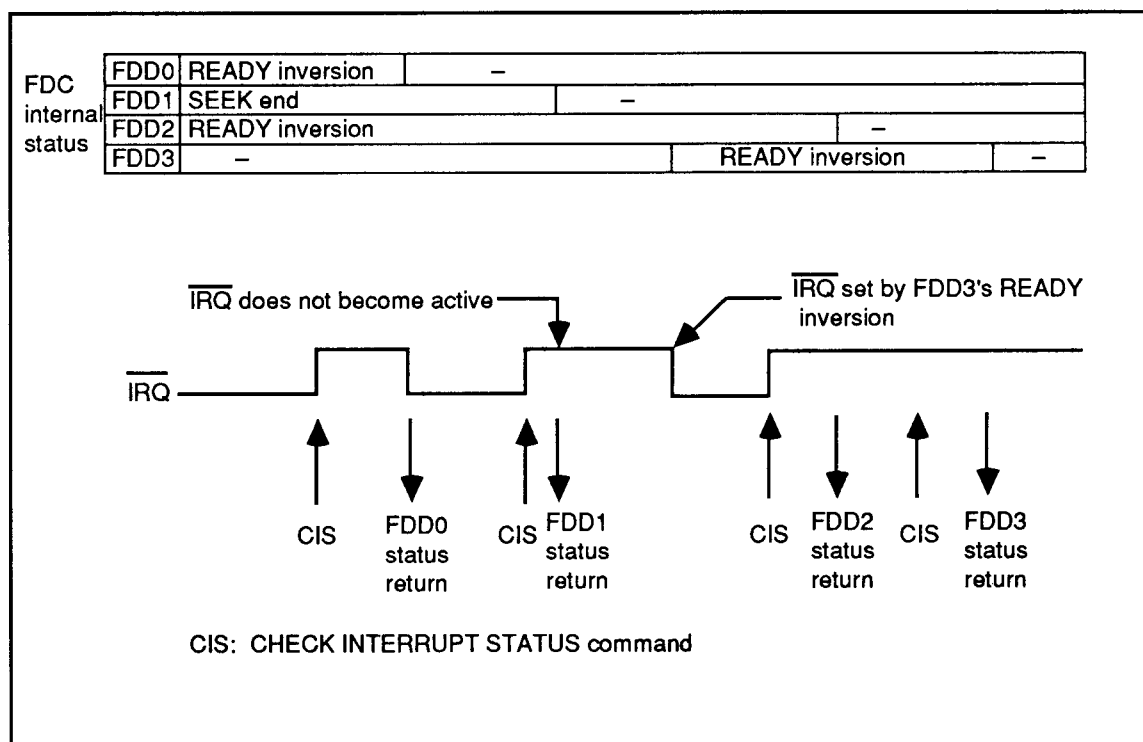 FDC internal status
FDD0 READY inversion –
FDD1 SEEK end –
FDD2 READY inversion –
FDD3 – READY inversion –
IRQ does not become active
IRQ set by FDD3's READY
inversion
IRQ
CIS
FDD0
status
return
CIS
FDD1
status
return
CIS
FDD2
status
return
CIS
FDD3
status
return
CIS: CHECK INTERRUPT STATUS command